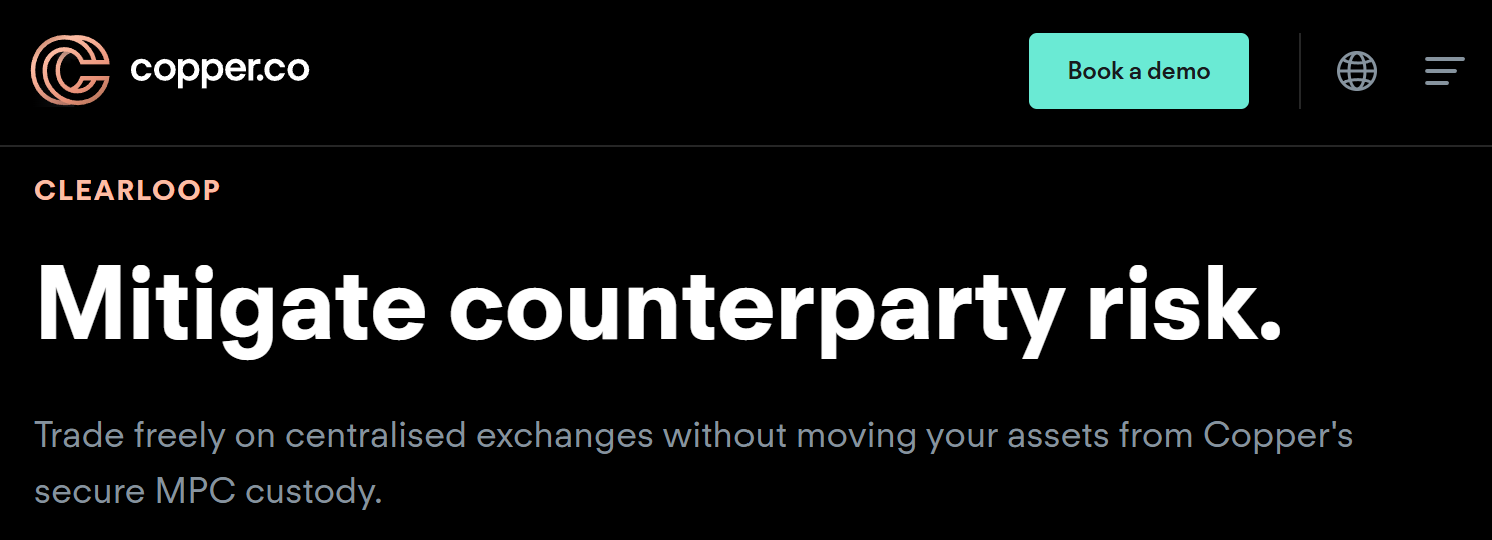 copper.co
Book a demo
CLEARLOOP
Mitigate counterparty risk.
Trade freely on centralised exchanges without moving your assets from Copper's
secure MPC custody.